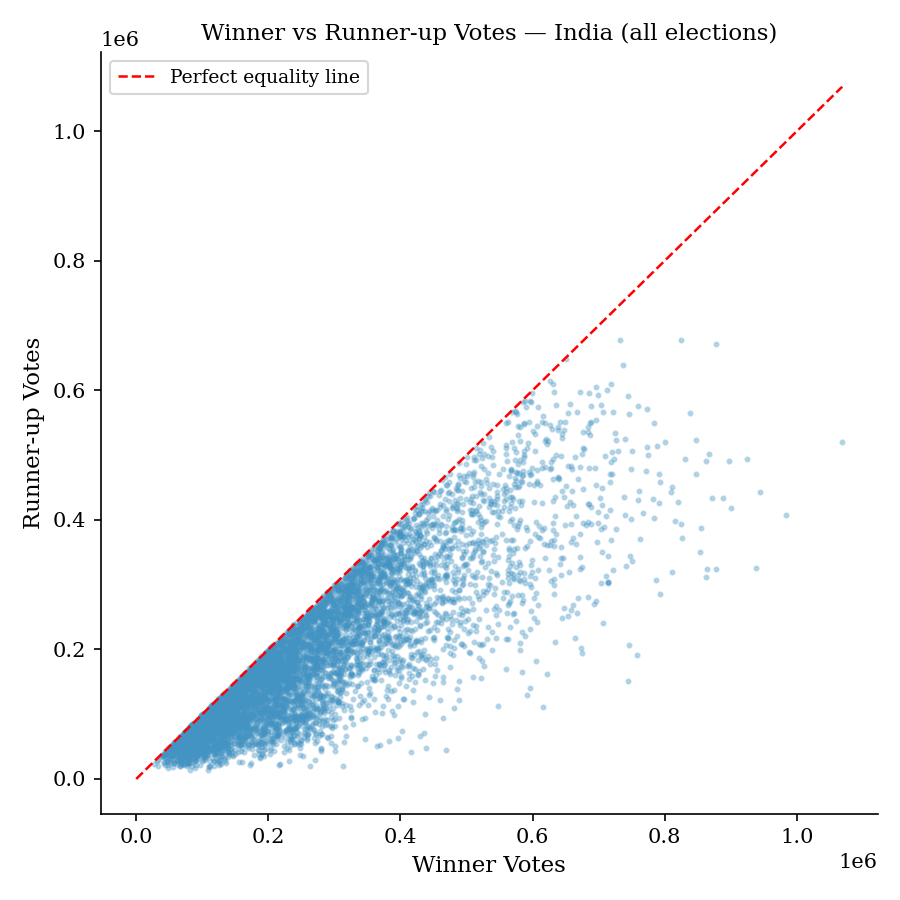 Winner vs Runner-up Votes — India (all elections)
1e6
Perfect equality line
1.0
0.8
0.6
0.4
0.2
0.0
Runner-up Votes
0.0 0.2 0.4 0.6 0.8 1.0
1e6
Winner Votes